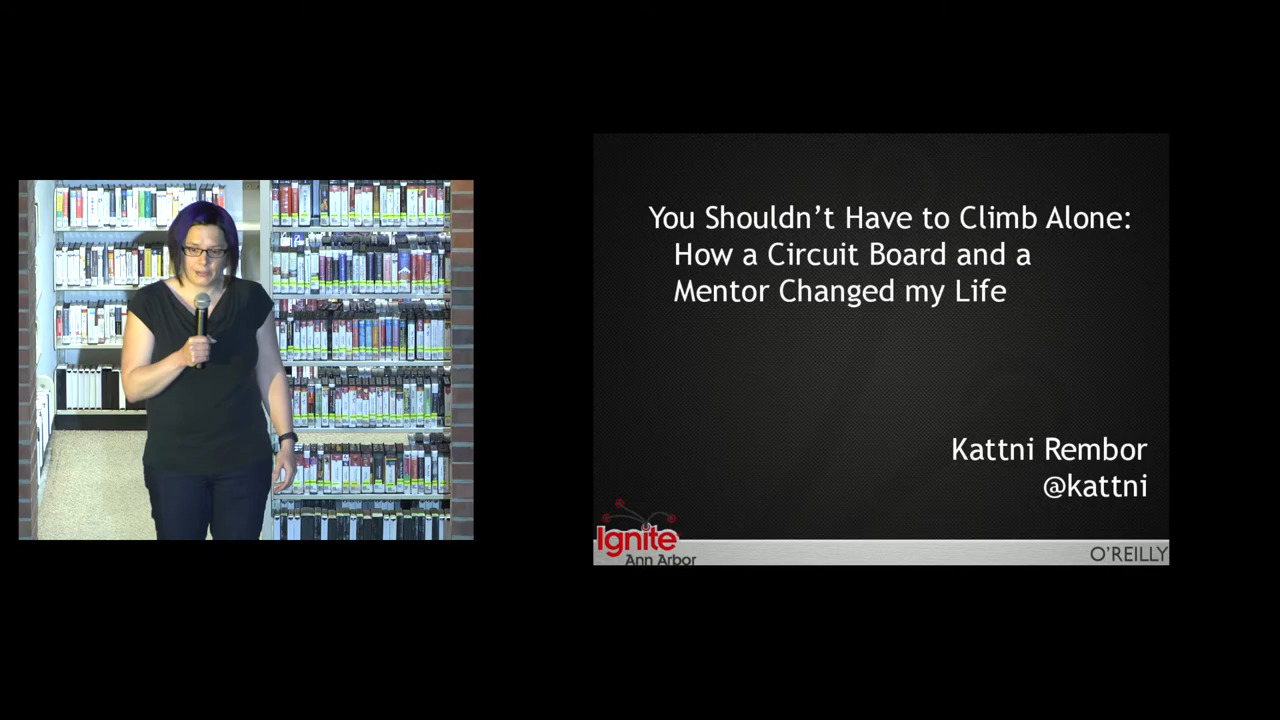 You Shouldn’t Have to Climb Alone:
How a Circuit Board and a
Mentor Changed my Life
Kattni Rembor
@kattni
Ignite
Ann Arbor
O’REILLY